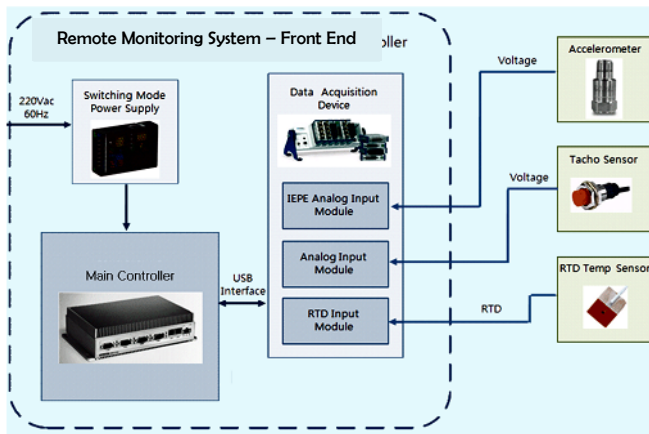 Remote Monitoring System – Front End
ller
220Vac
60Hz
Switching Mode
Power Supply
Data Acquisition
Device
IEPE Analog Input
Module
Analog Input
Module
RTD Input
Module
Main Controller
USB
Interface
Voltage
Voltage
RTD
Accelerometer
Tacho Sensor
RTD Temp Sensor